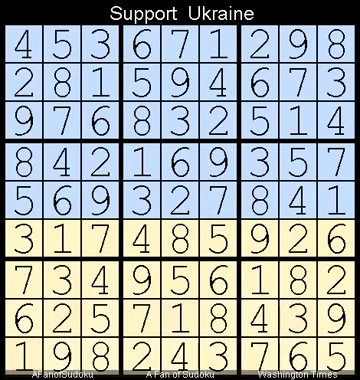 Support Ukraine
4 5 3 6 7 1 2 9 8
2 8 1 5 9 4 6 7 3
9 7 6 8 3 2 5 1 4
8 4 2 1 6 9 3 5 7
5 6 9 3 2 7 8 4 1
3 1 7 4 8 5 9 2 6
7 3 4 9 5 6 1 8 2
6 2 5 7 1 8 4 3 9
1 9 8 2 4 3 7 6 5
AFanofSudoku A Fan of Sudoku Washington Times